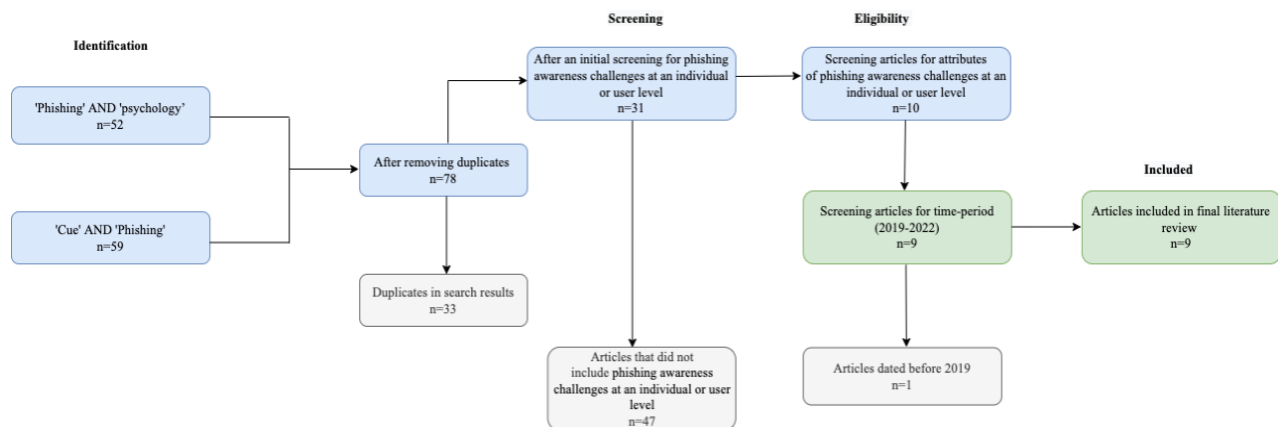 Identification
'Phishing' AND 'psychology'
n=52
'Cue' AND 'Phishing'
n=59
After removing duplicates
n=78
Duplicates in search results
n=33
Screening
After an initial screening for phishing
awareness challenges at an individual
or user level
n=31
Articles that did not
include phishing awareness
challenges at an individual or user
level
n=47
Eligibility
Screening articles for attributes
of phishing awareness challenges at an
individual or user level
n=10
Screening articles for time-period
(2019-2022)
n=9
Articles dated before 2019
n=1
Included
Articles included in final literature
review
n=9